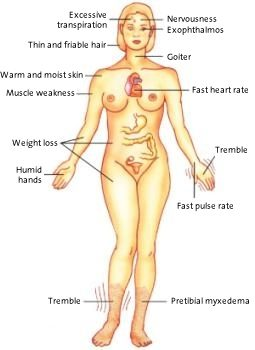 Excessive
transpiration
Nervousness
Exophthalmos
Thin and friable hair
Goiter
Warm and moist skin
Muscle weakness
Fast heart rate
Weight loss
Tremble
Humid
hands
Fast pulse rate
Tremble
Pretibial myxedema